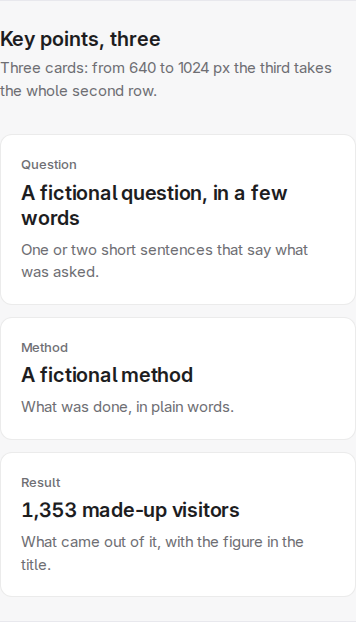 Key points, three
Three cards: from 640 to 1024 px the third takes
the whole second row.
Question
A fictional question, in a few
words
One or two short sentences that say what
was asked.
Method
A fictional method
What was done, in plain words.
Result
1,353 made-up visitors
What came out of it, with the figure in the
title.